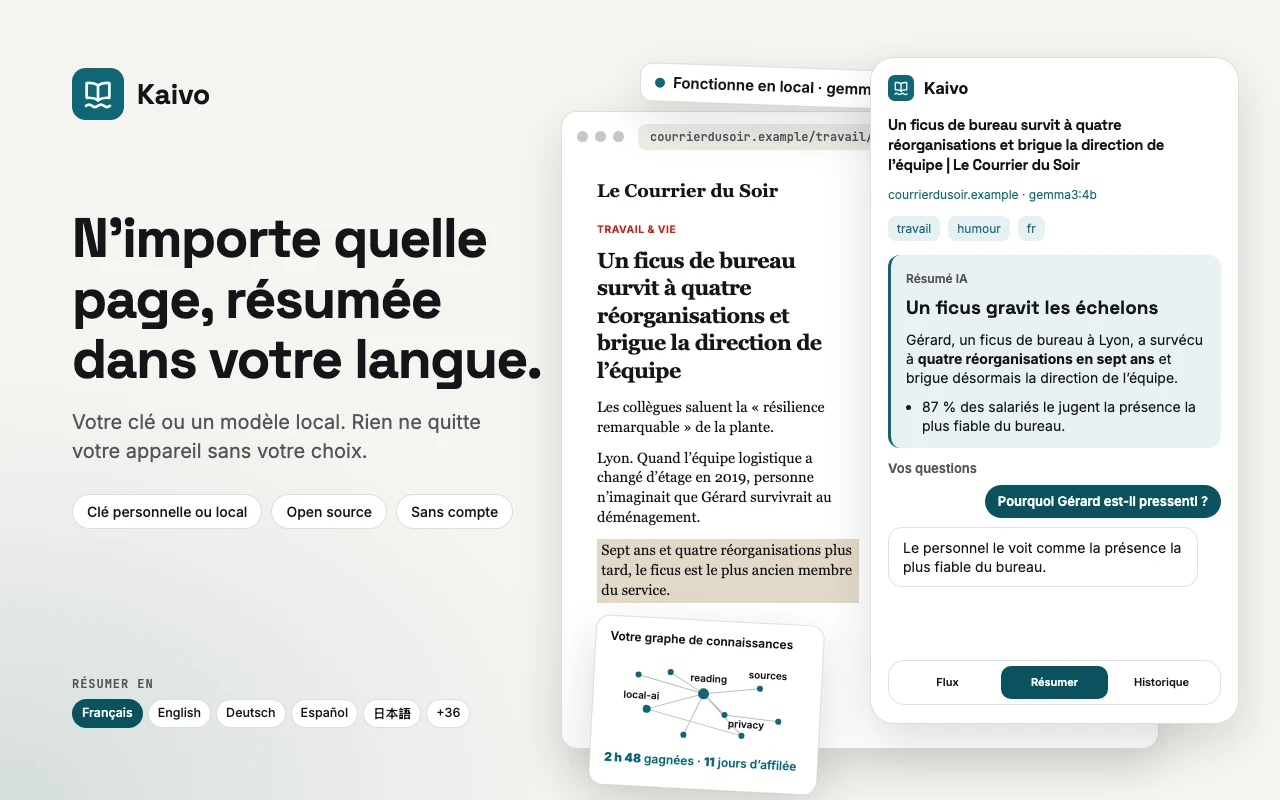 Kaivo
N’importe quelle
page, résumée
dans votre langue.
Votre clé ou un modèle local. Rien ne quitte
votre appareil sans votre choix.
Clé personnelle ou local
Open source
Sans compte
RÉSUMER EN
Français
English
Deutsch
Español
日本語
+36
Fonctionne en local · gemm
courrierdusoir.example/travail/
Le Courrier du Soir
TRAVAIL & VIE
Un ficus de bureau
survit à quatre
réorganisations et
brigue la direction de
l’équipe
Les collègues saluent la « résilience
remarquable » de la plante.
Lyon. Quand l’équipe logistique a
changé d’étage en 2019, personne
n’imaginait que Gérard survivrait au
déménagement.
Sept ans et quatre réorganisations plus
tard, le ficus est le plus ancien membre
du service.
Votre graphe de connaissances
reading
sources
local-ai
privacy
2 h 48 gagnées · 11 jours d’affilée
Kaivo
Un ficus de bureau survit à quatre
réorganisations et brigue la direction de
l’équipe | Le Courrier du Soir
courrierdusoir.example · gemma3:4b
travail
humour
fr
Résumé IA
Un ficus gravit les échelons
Gérard, un ficus de bureau à Lyon, a survécu
à quatre réorganisations en sept ans et
brigue désormais la direction de l’équipe.
• 87 % des salariés le jugent la présence la
plus fiable du bureau.
Vos questions
Pourquoi Gérard est-il pressenti ?
Le personnel le voit comme la présence la
plus fiable du bureau.
Flux
Résumer
Historique